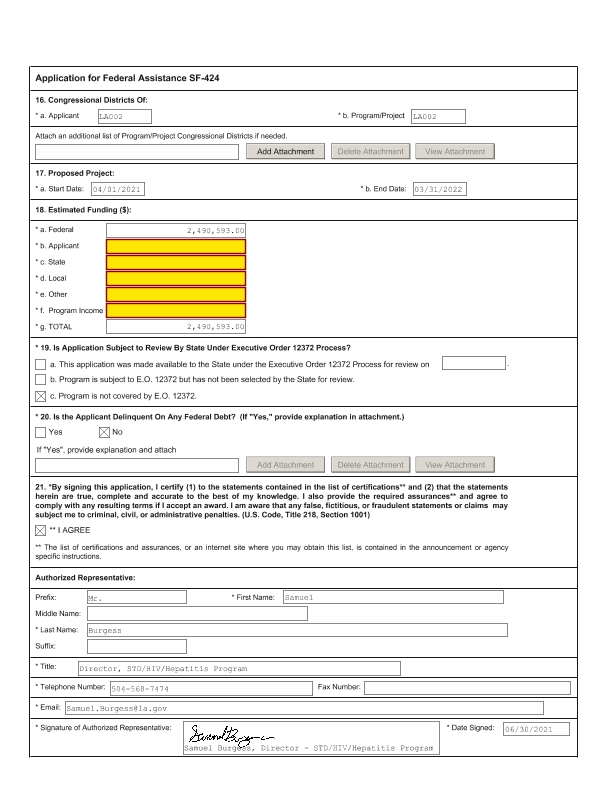 Application for Federal Assistance SF-424
16. Congressional Districts Of:
* a. Applicant LA002 * b. Program/Project LA002
Attach an additional list of Program/Project Congressional Districts if needed.
Add Attachment Delete Attachment View Attachment
17. Proposed Project:
* a. Start Date: 04/01/2021 * b. End Date: 03/31/2022
18. Estimated Funding ($):
* a. Federal 2,490,593.00
* b. Applicant
* c. State
* d. Local
* e. Other
* f. Program Income
* g. TOTAL 2,490,593.00
* 19. Is Application Subject to Review By State Under Executive Order 12372 Process?
a. This application was made available to the State under the Executive Order 12372 Process for review on .
b. Program is subject to E.O. 12372 but has not been selected by the State for review.
c. Program is not covered by E.O. 12372.
* 20. Is the Applicant Delinquent On Any Federal Debt? (If "Yes," provide explanation in attachment.)
Yes No
If "Yes", provide explanation and attach
Add Attachment Delete Attachment View Attachment
21. *By signing this application, I certify (1) to the statements contained in the list of certifications** and (2) that the statements
herein are true, complete and accurate to the best of my knowledge. I also provide the required assurances** and agree to
comply with any resulting terms if I accept an award. I am aware that any false, fictitious, or fraudulent statements or claims may
subject me to criminal, civil, or administrative penalties. (U.S. Code, Title 218, Section 1001)
** I AGREE
** The list of certifications and assurances, or an internet site where you may obtain this list, is contained in the announcement or agency
specific instructions.
Authorized Representative:
Prefix: Mr. * First Name: Samuel
Middle Name:
* Last Name: Burgess
Suffix:
* Title: Director, STD/HIV/Hepatitis Program
* Telephone Number: 504-568-7474 Fax Number:
* Email: Samuel.Burgess@la.gov
* Signature of Authorized Representative: Samuel Burgess, Director - STD/HIV/Hepatitis Program * Date Signed: 06/30/2021